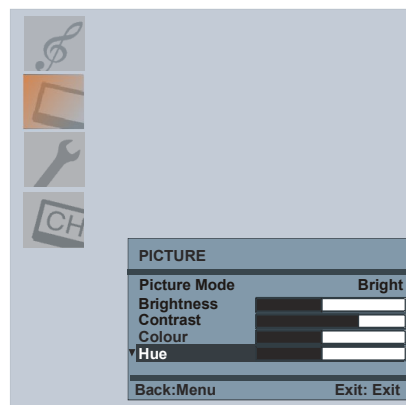 CH
PICTURE
Picture Mode Bright
Brightness
Contrast
Colour
Hue
Back:Menu Exit: Exit